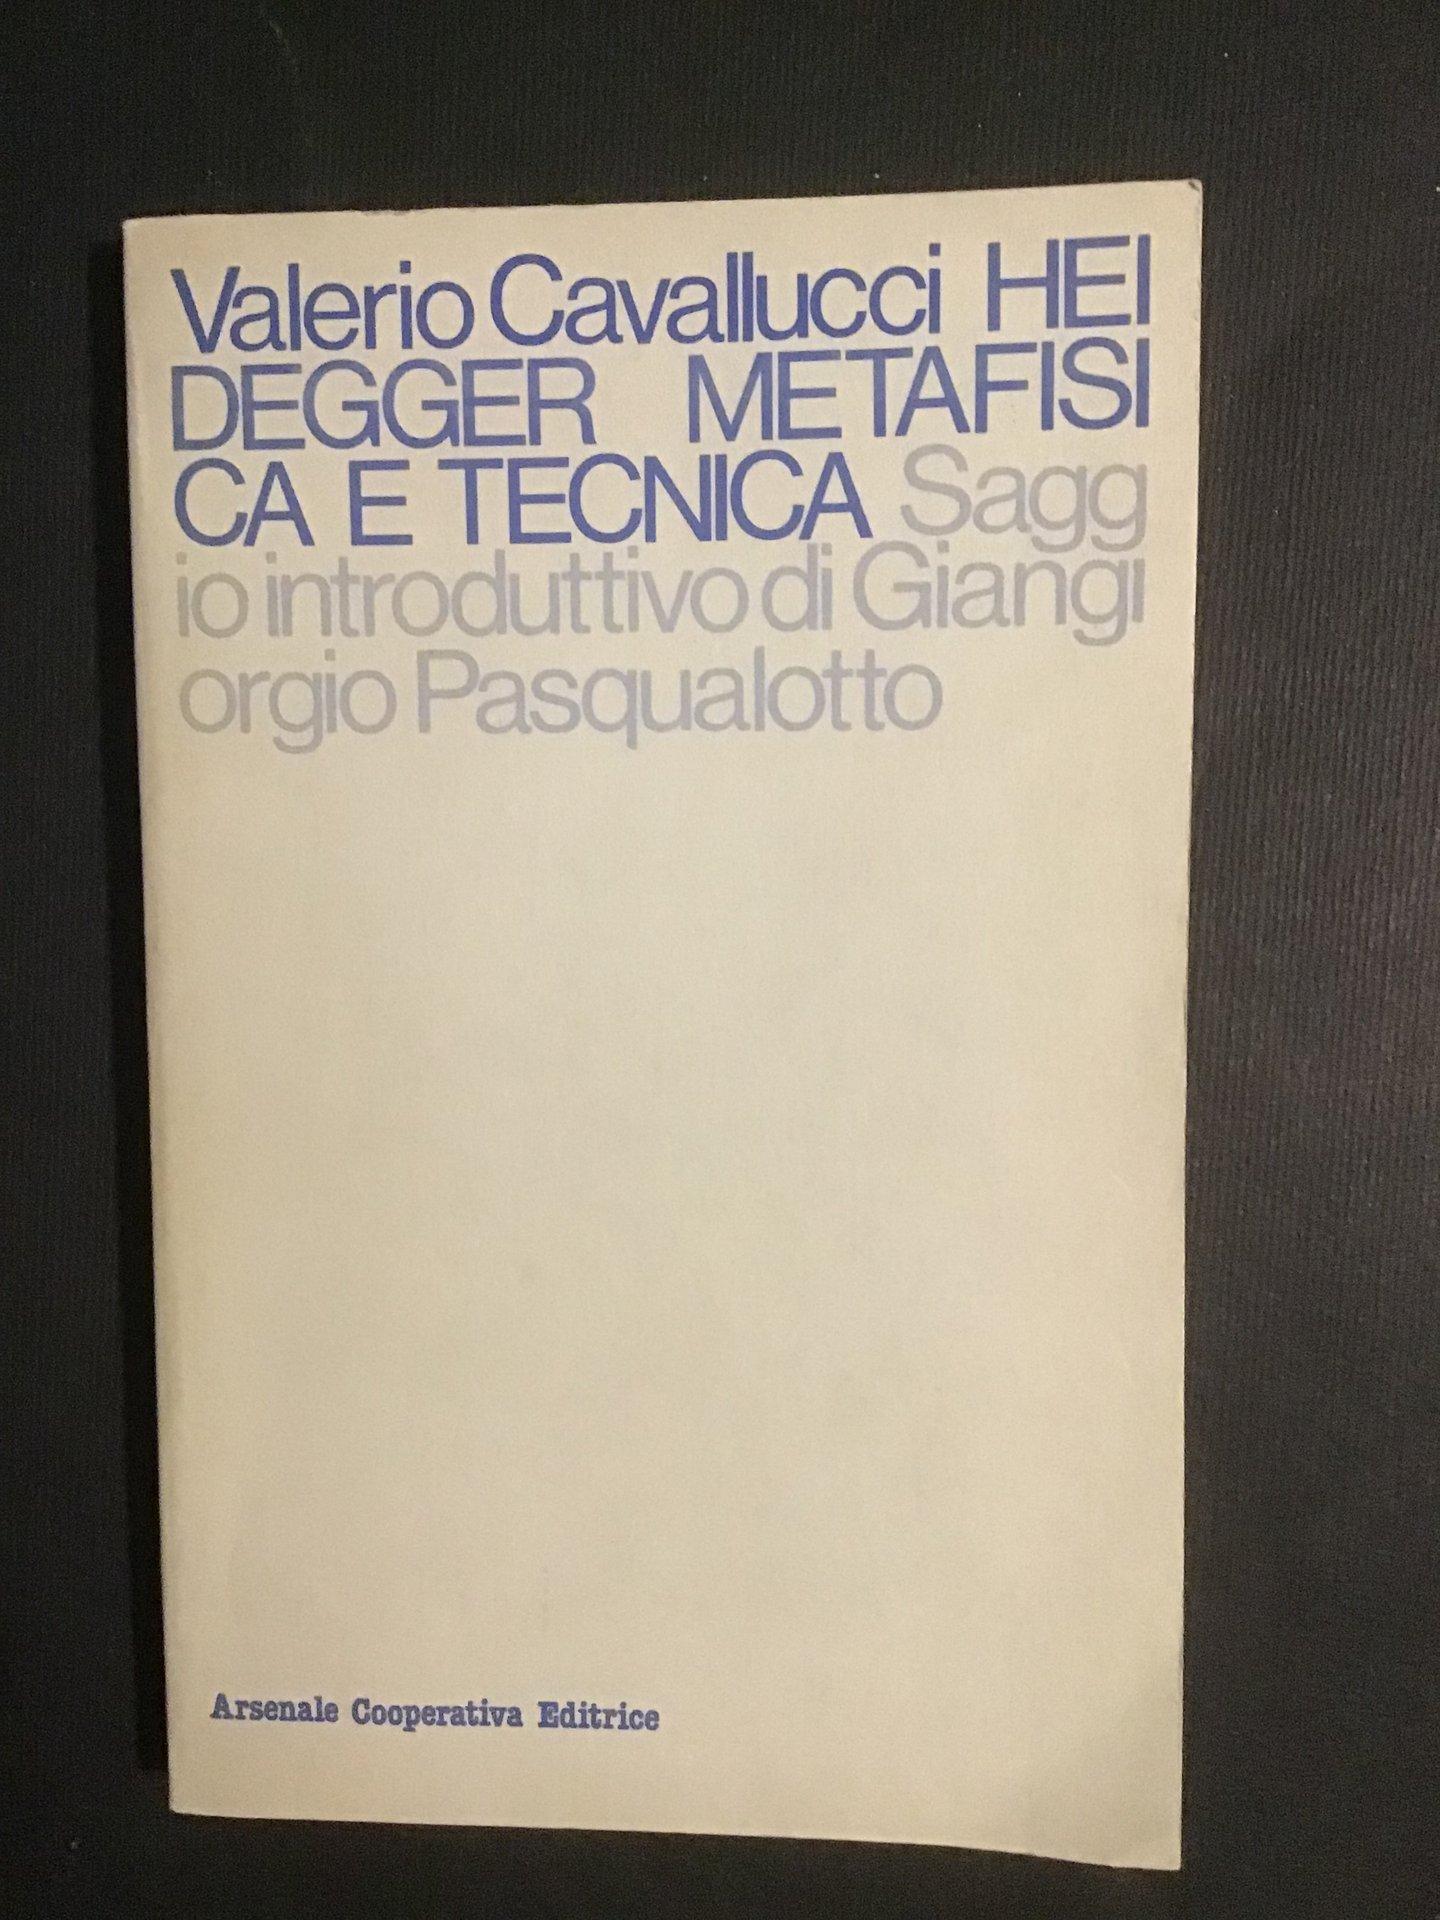 Valerio Cavallucci HEI
DEGGER METAFISI
CA E TECNICA Sagg
io introduttivo di Giangi
orgio Pasqualotto
Arsenale Cooperativa Editrice